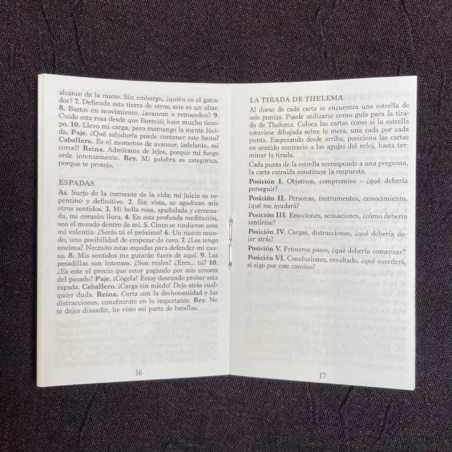 alcance de la mano. Sin embargo, ¿quién es el gana-
dor? 7. Defiende esta tierra de otros; este es un altar.
8. Bastos en movimiento, ¿avanzan o retroceden? 9.
Cuido esta rosa desde que floreció; hace mucho tiem-
po. 10. Llevo mi carga, pero mantengo la mente lúci-
da. Paje. ¿Qué sabiduría puede contener este basto?
Caballero. Es el momento de avanzar, ¡adelante, mi
corcel! Reina. Admírame de lejos, porque mi fuego
arde intensamente. Rey. Mi palabra es categórica,
porque te protejo.
ESPADAS
As. Surjo de la corriente de la vida; mi juicio es re-
pentino y definitivo. 2. Sin vista, se agudizan mis
otros sentidos. 3. Mi bella rosa, apuñalada y cercena-
da, mi corazón llora. 4. En esta profunda meditación,
veo el mundo dentro de mí. 5. Cinco se rindieron ante
mi valentía. ¿Serás tú el próximo? 6. Un nuevo mun-
do, una posibilidad de empezar de cero. 7. ¡Los tengo
encima! Necesito estas espadas para defender mi cau-
sa. 8. Mis sentidos me guiarán fuera de aquí. 9. Las
pesadillas son intensas. ¿Son reales? ¿Eres... tú? 10.
¿Es este el precio que estoy pagando por mis errores
del pasado? Paje. ¡Cógela! Estoy deseando probar esta
espada. Caballero. ¡Carga sin miedo! Deja atrás cual-
quier duda. Reina. Corta con la deshonestidad y las
distracciones, concéntrate en lo importante. Rey. No
te dejes disuadir, he visto mi parte de batallas.
16
LA TIRADA DE THELEMA
Al dorso de cada carta se encuentra una estrella de
seis puntas. Puede utilizarse como guía para la tira-
da de Thelema. Coloca las cartas como si la estrella
estuviese dibujada sobre la mesa, una carta por cada
punta. Empezando desde arriba, posiciona las cartas
en sentido contrario a las agujas del reloj, hasta ter-
minar la tirada.
Cada punta de la estrella corresponde a una pregunta,
la carta extraída constituye la respuesta.
Posición I. Objetivos, compromiso - ¿qué debería
perseguir?
Posición II. Personas, instrumentos, conocimiento,
¿qué me ayudará?
Posición III. Emociones, sensaciones, ¿cómo debería
sentirme?
Posición IV. Cargas, distracciones, ¿qué debería de-
jar atrás?
Posición V. Primeros pasos, ¿qué debería comenzar?
Posición VI. Conclusiones, resultado, ¿qué sucederá,
si sigo por este camino?
17